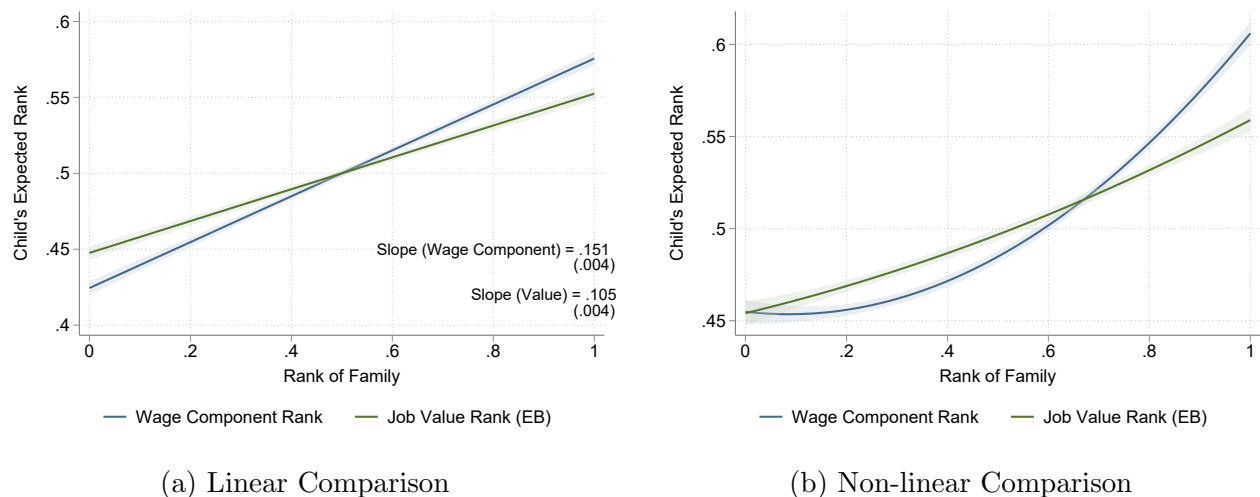 .6
.55
.5
.45
.4
Child's Expected Rank
Slope (Wage Component) = .151
(.004)
Slope (Value) = .105
(.004)
0 .2 .4 .6 .8 1
Rank of Family
Wage Component Rank Job Value Rank (EB)
(a) Linear Comparison
.6
.55
.5
.45
Child's Expected Rank
0 .2 .4 .6 .8 1
Rank of Family
Wage Component Rank Job Value Rank (EB)
(b) Non-linear Comparison